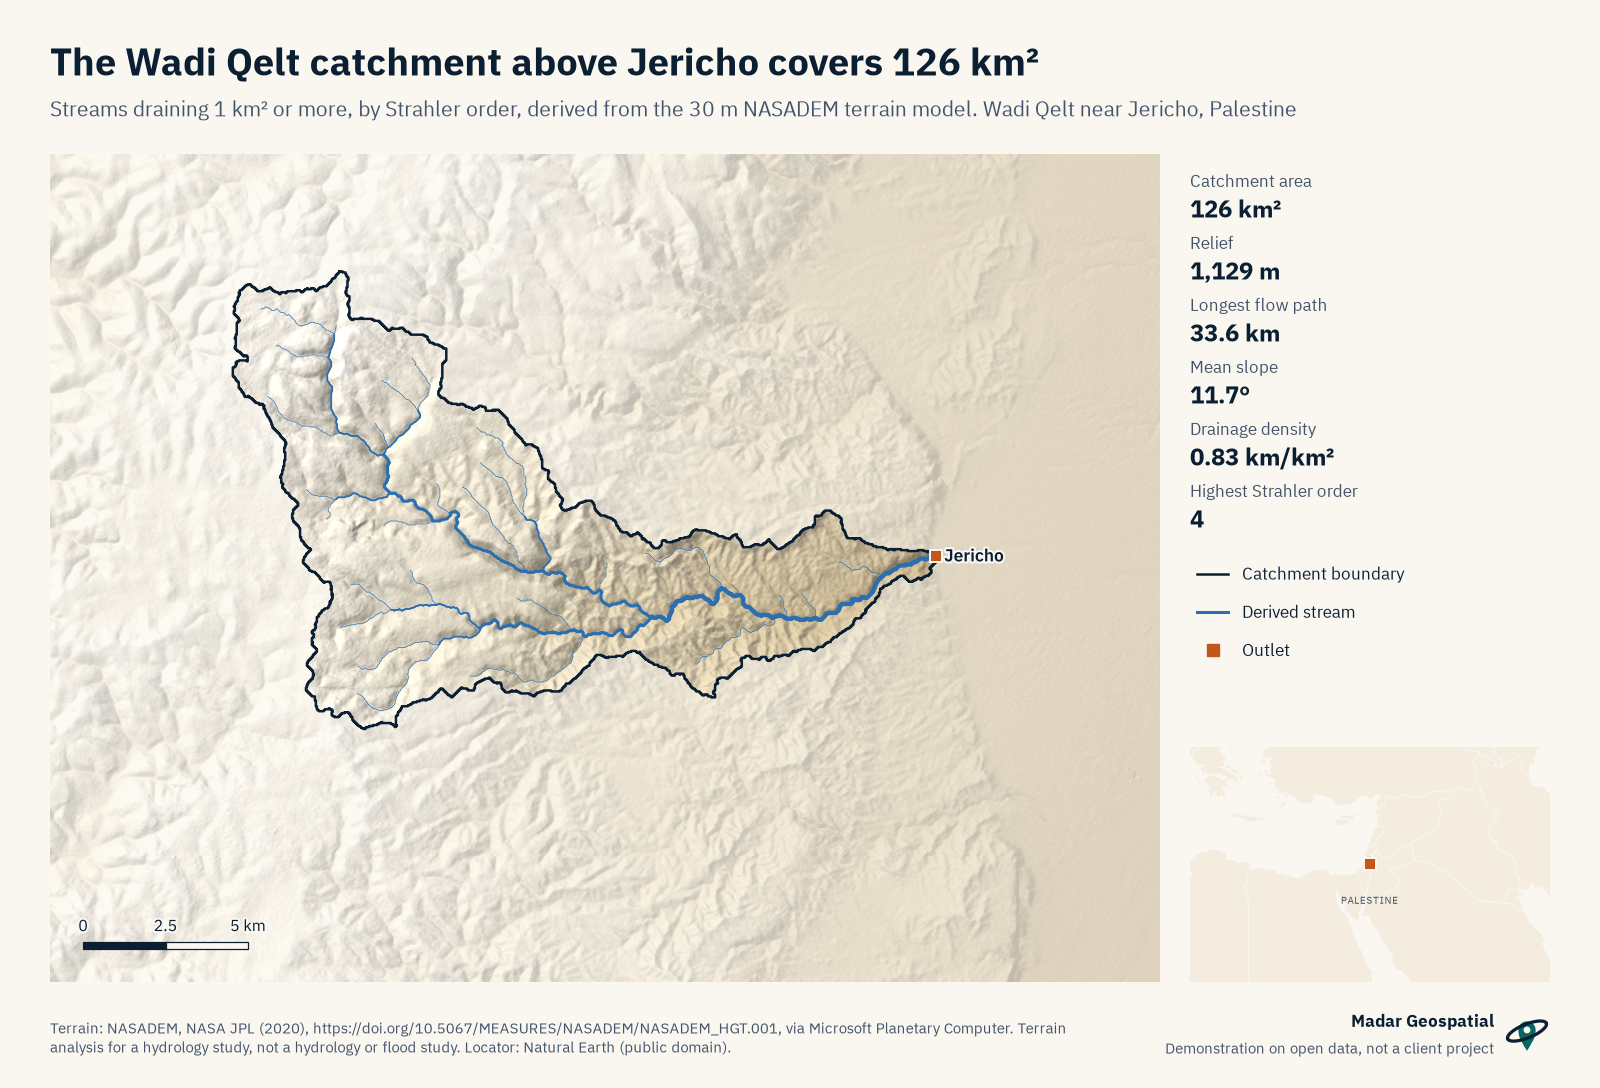 The Wadi Qelt catchment above Jericho covers 126 km²
Streams draining 1 km² or more, by Strahler order, derived from the 30 m NASADEM terrain model. Wadi Qelt near Jericho, Palestine
Catchment area
126 km²
Relief
1,129 m
Longest flow path
33.6 km
Mean slope
11.7°
Drainage density
0.83 km/km²
Highest Strahler order
4
Jericho
Catchment boundary
Derived stream
Outlet
PALESTINE
0 2.5 5 km
Terrain: NASADEM, NASA JPL (2020), https://doi.org/10.5067/MEASURES/NASADEM/NASADEM_HGT.001, via Microsoft Planetary Computer. Terrain
analysis for a hydrology study, not a hydrology or flood study. Locator: Natural Earth (public domain).
Madar Geospatial
Demonstration on open data, not a client project